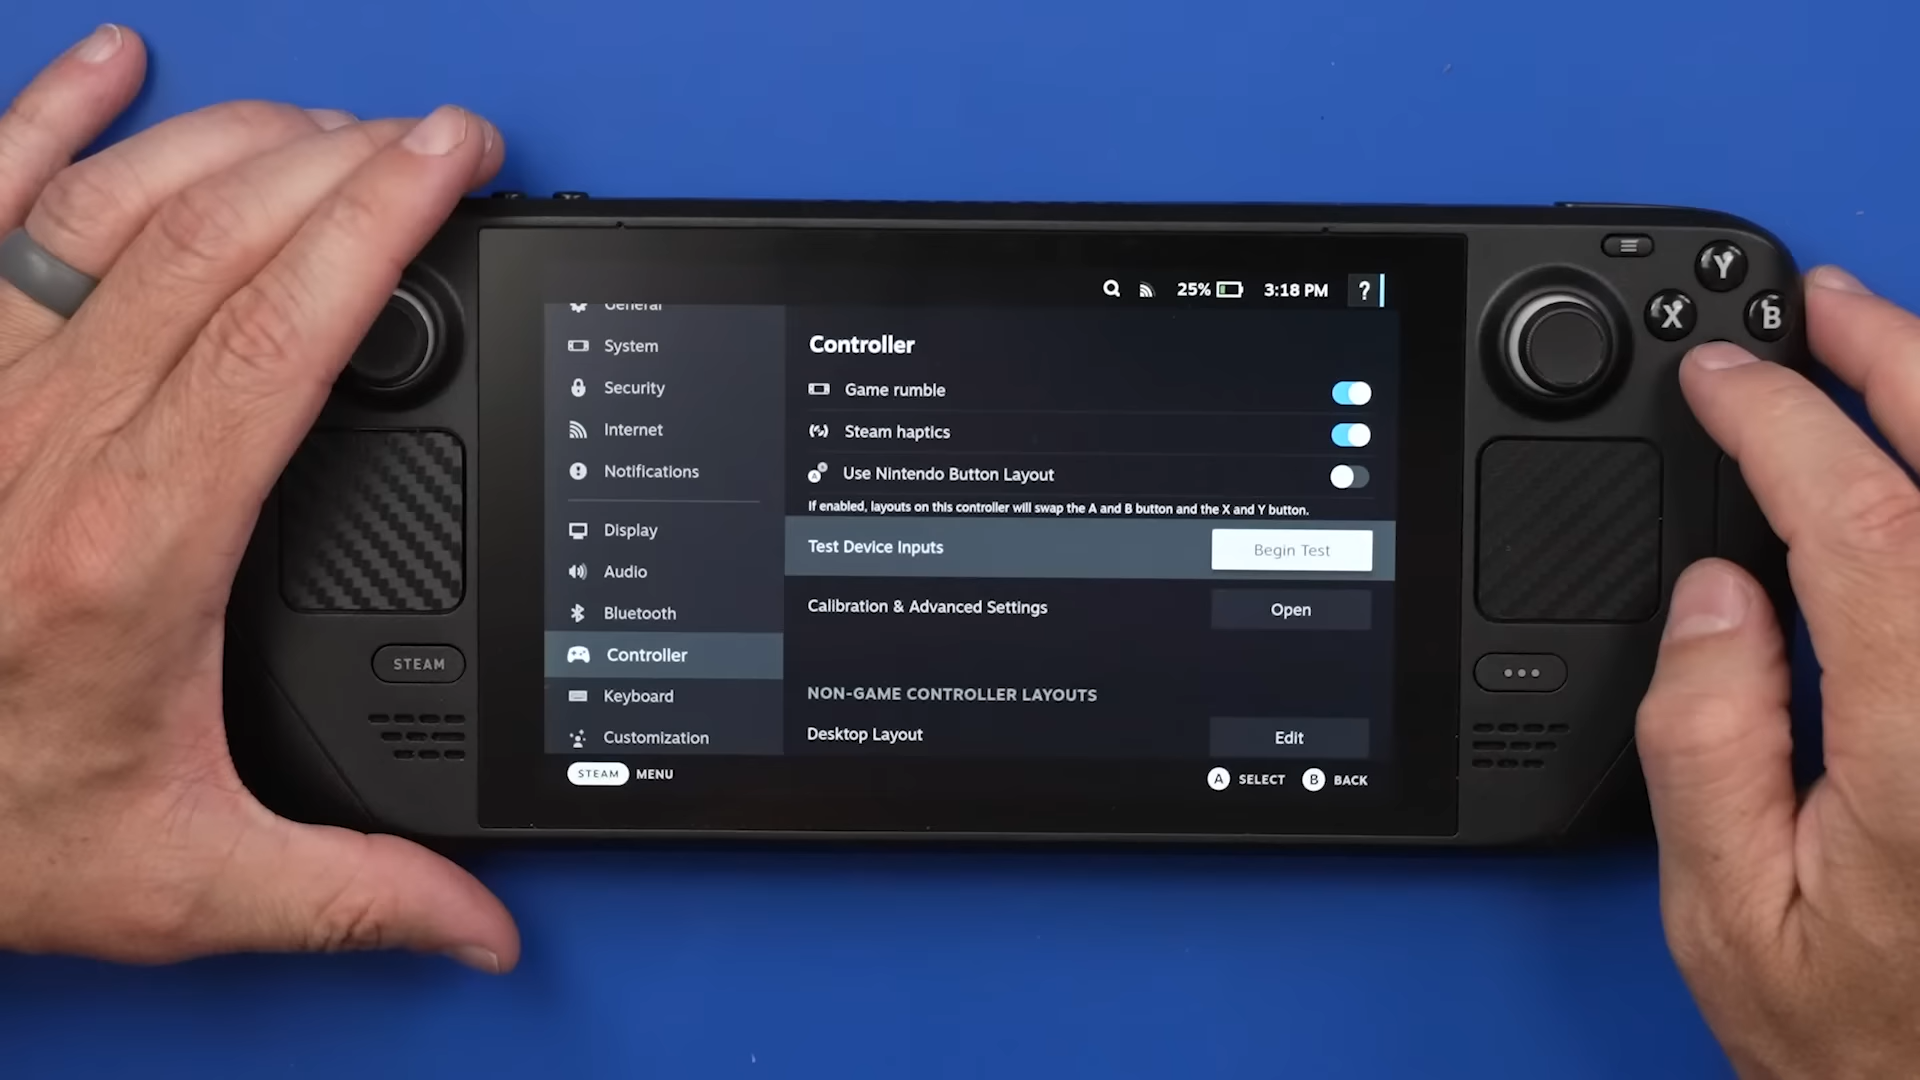 25%
3:18 PM
?
General
System
Security
Internet
Notifications
Display
Audio
Bluetooth
Controller
Keyboard
Customization
Controller
Game rumble
Steam haptics
Use Nintendo Button Layout
If enabled, layouts on this controller will swap the A and B button and the X and Y button.
Test Device Inputs
Begin Test
Calibration & Advanced Settings
Open
NON-GAME CONTROLLER LAYOUTS
Desktop Layout
Edit
STEAM MENU
A SELECT B BACK
STEAM
Y
X
B